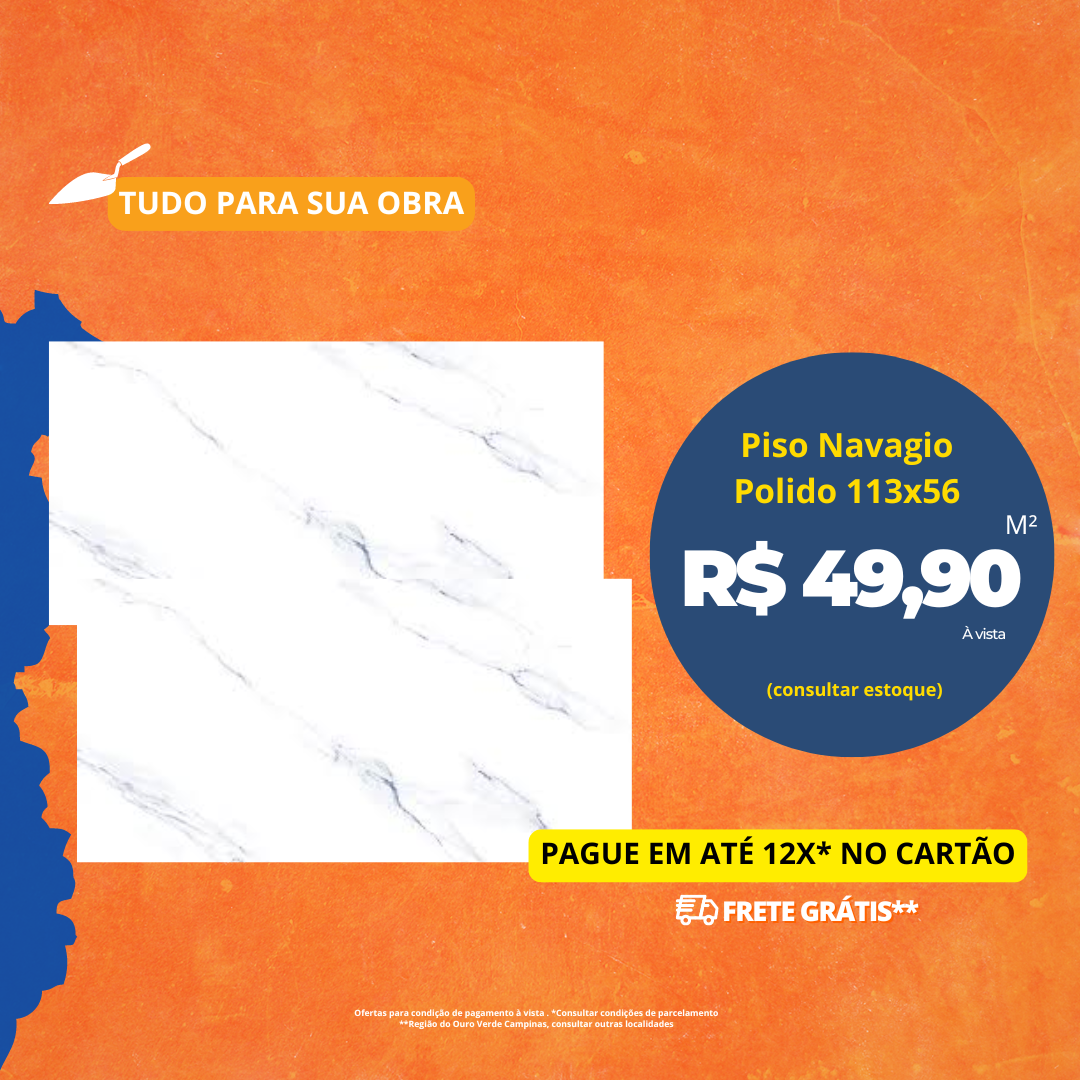 TUDO PARA SUA OBRA
Piso Navagio
Polido 113x56
M²
R$ 49,90
À vista
(consultar estoque)
PAGUE EM ATÉ 12X* NO CARTÃO
FRETE GRÁTIS**
Ofertas para condição de pagamento à vista . *Consultar condições de parcelamento
**Região do Ouro Verde Campinas, consultar outras localidades